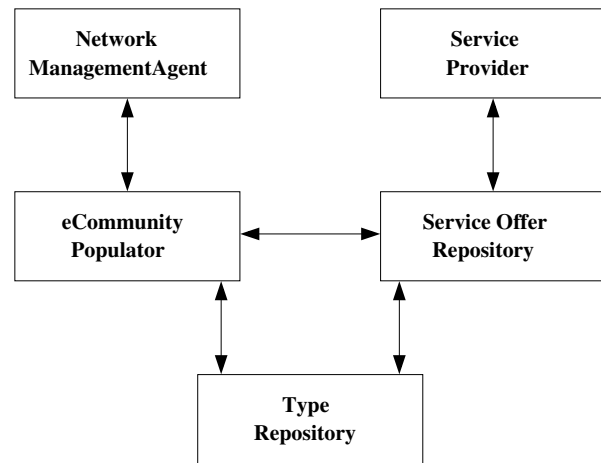 Network
ManagementAgent
Service
Provider
eCommunity
Populator
Service Offer
Repository
Type
Repository